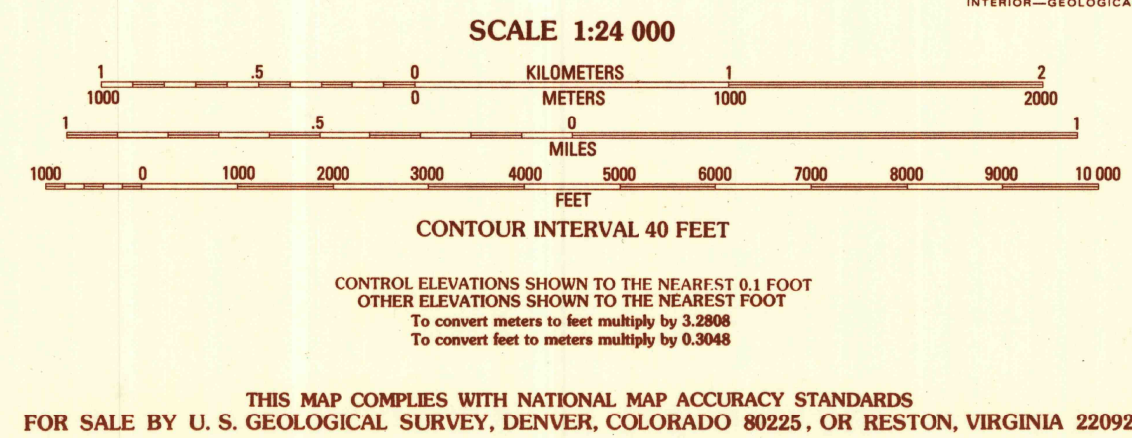 INTERIOR—GEOLOGICA
SCALE 1:24 000
1 .5 0 KILOMETERS 1 2
1000 0 METERS 1000 2000
1 .5 0 1
MILES
1000 0 1000 2000 3000 4000 5000 6000 7000 8000 9000 10 000
FEET
CONTOUR INTERVAL 40 FEET
CONTROL ELEVATIONS SHOWN TO THE NEAREST 0.1 FOOT
OTHER ELEVATIONS SHOWN TO THE NEAREST FOOT
To convert meters to feet multiply by 3.2808
To convert feet to meters multiply by 0.3048
THIS MAP COMPLIES WITH NATIONAL MAP ACCURACY STANDARDS
FOR SALE BY U. S. GEOLOGICAL SURVEY, DENVER, COLORADO 80225, OR RESTON, VIRGINIA 22092